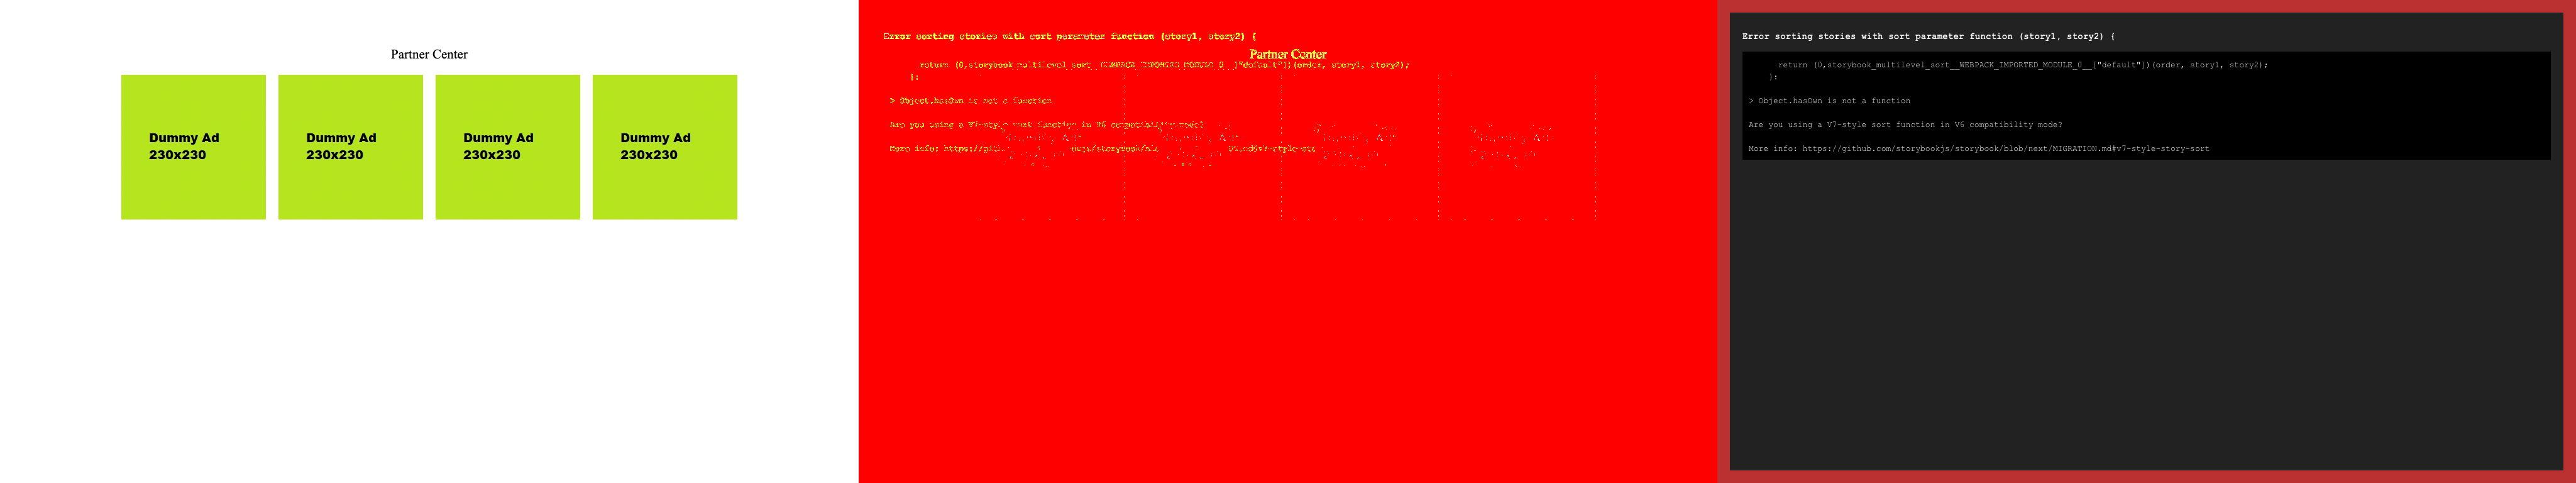 Partner Center
Dummy Ad
230x230
Dummy Ad
230x230
Dummy Ad
230x230
Dummy Ad
230x230
Error sorting stories with sort parameter function (story1, story2) {
Partner Center
return (0,storybook_multilevel_sort__WEBPACK_IMPORTED_MODULE_0__["default"])(order, story1, story2);
};
> Object.hasOwn is not a function
Are you using a V7-style sort function in V6 compatibility mode?
More info: https://gith
Error sorting stories with sort parameter function (story1, story2) {
return (0,storybook_multilevel_sort__WEBPACK_IMPORTED_MODULE_0__["default"])(order, story1, story2);
};
> Object.hasOwn is not a function
Are you using a V7-style sort function in V6 compatibility mode?
More info: https://github.com/storybookjs/storybook/blob/next/MIGRATION.md#v7-style-story-sort